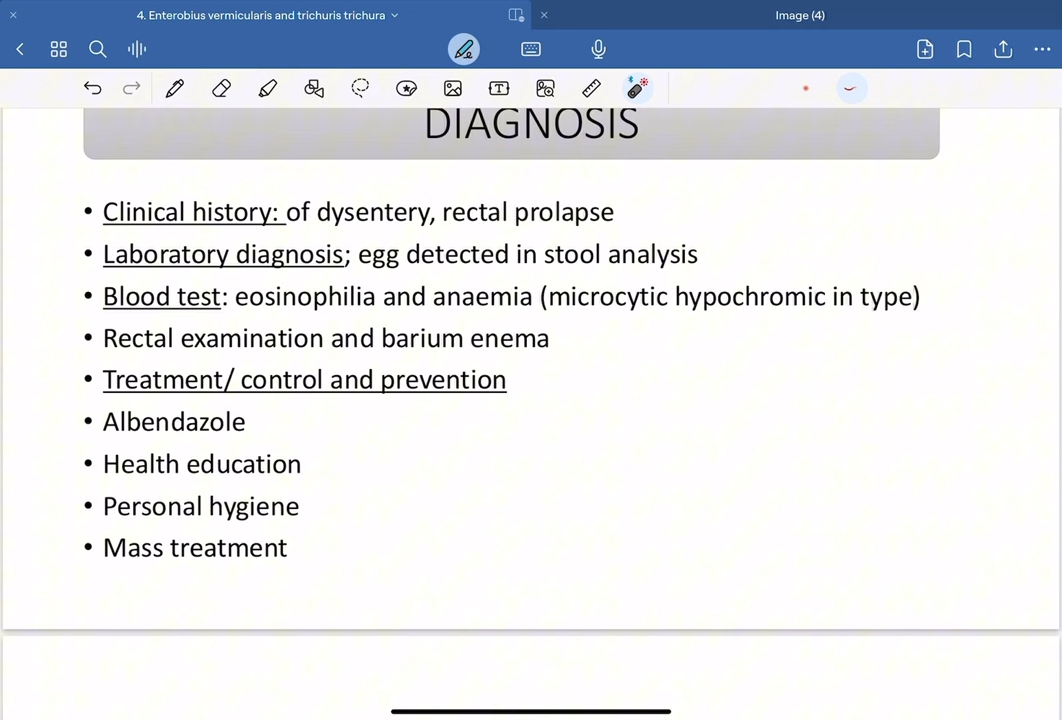 4. Enterobius vermicularis and trichuris trichura
Image (4)
DIAGNOSIS
• Clinical history: of dysentery, rectal prolapse
• Laboratory diagnosis; egg detected in stool analysis
• Blood test: eosinophilia and anaemia (microcytic hypochromic in type)
• Rectal examination and barium enema
• Treatment/ control and prevention
• Albendazole
• Health education
• Personal hygiene
• Mass treatment